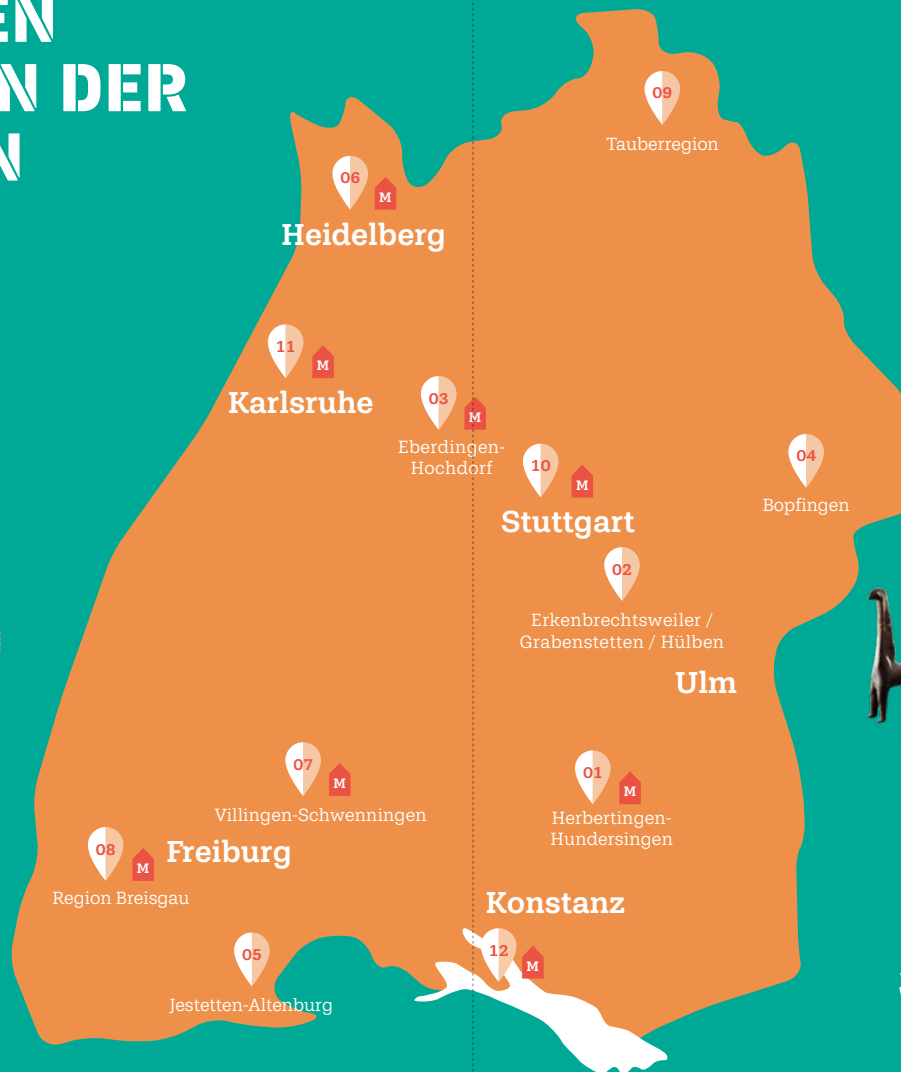 EN
N DER
N
09
Tauberregion
06
M
Heidelberg
11
M
Karlsruhe
03
M
Eberdingen-
Hochdorf
10
M
Stuttgart
04
Bopfingen
02
Erkenbrechtsweiler /
Grabenstetten / Hülben
Ulm
07
M
Villingen-Schwenningen
01
M
Herbertingen-
Hundersingen
08
M
Freiburg
Region Breisgau
Konstanz
12
M
05
Jestetten-Altenburg